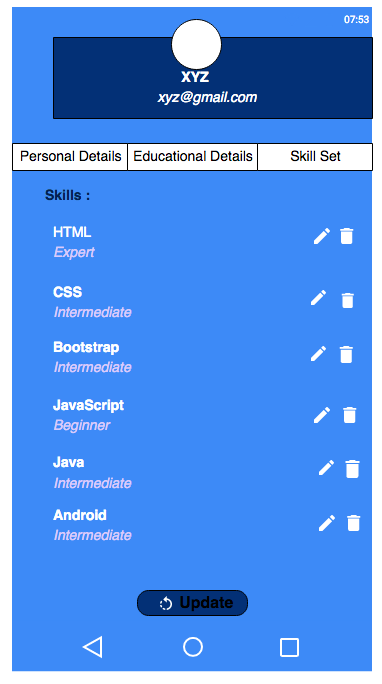 07:53
XYZ
xyz@gmail.com
Personal Details Educational Details Skill Set
Skills :
HTML
Expert
CSS
Intermediate
Bootstrap
Intermediate
JavaScript
Beginner
Java
Intermediate
Android
Intermediate
Update